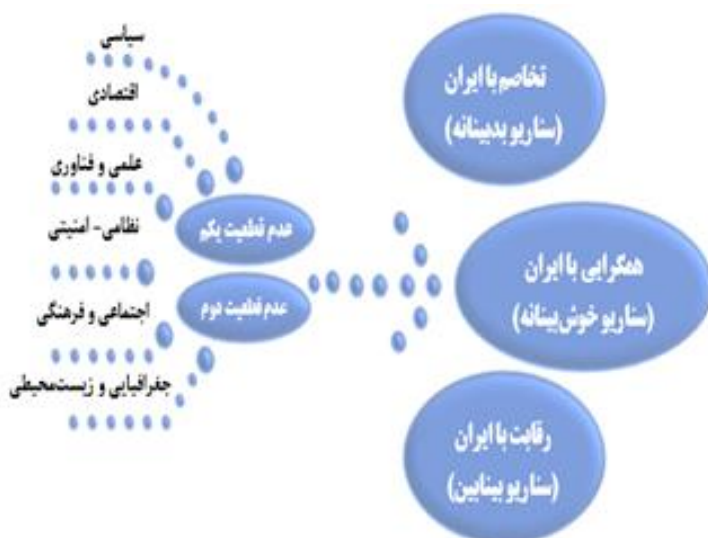 سیاسی
اقتصادی
علمی و فناوری
نظامی- امنیتی
اجتماعی و فرهنگی
جغرافیایی و زیست‌محیطی
عدم قطعیت یکم
عدم قطعیت دوم
تخاصم با ایران
(سناریو بدبینانه)
همگرایی با ایران
(سناریو خوش‌بینانه)
رقابت با ایران
(سناریو بینابین)